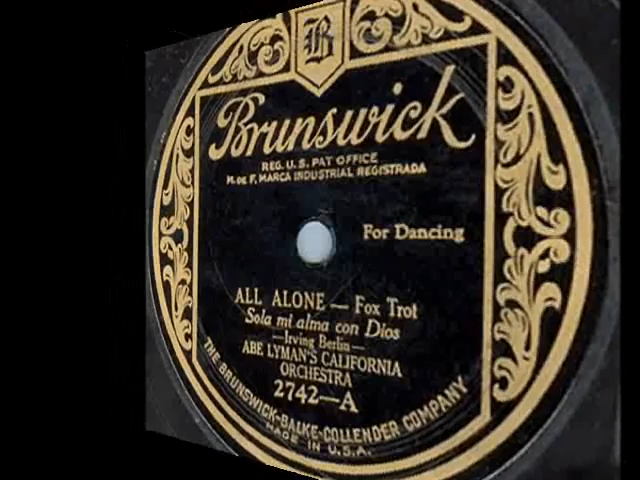 B
Brunswick
REG. U.S. PAT OFFICE
M. DE F. MARCA INDUSTRIAL REGISTRADA
For Dancing
ALL ALONE — Fox Trot
Sola mi alma con Dios
—Irving Berlin—
ABE LYMAN'S CALIFORNIA
ORCHESTRA
2742—A
THE BRUNSWICK-BALKE-COLLENDER COMPANY
MADE IN U.S.A.